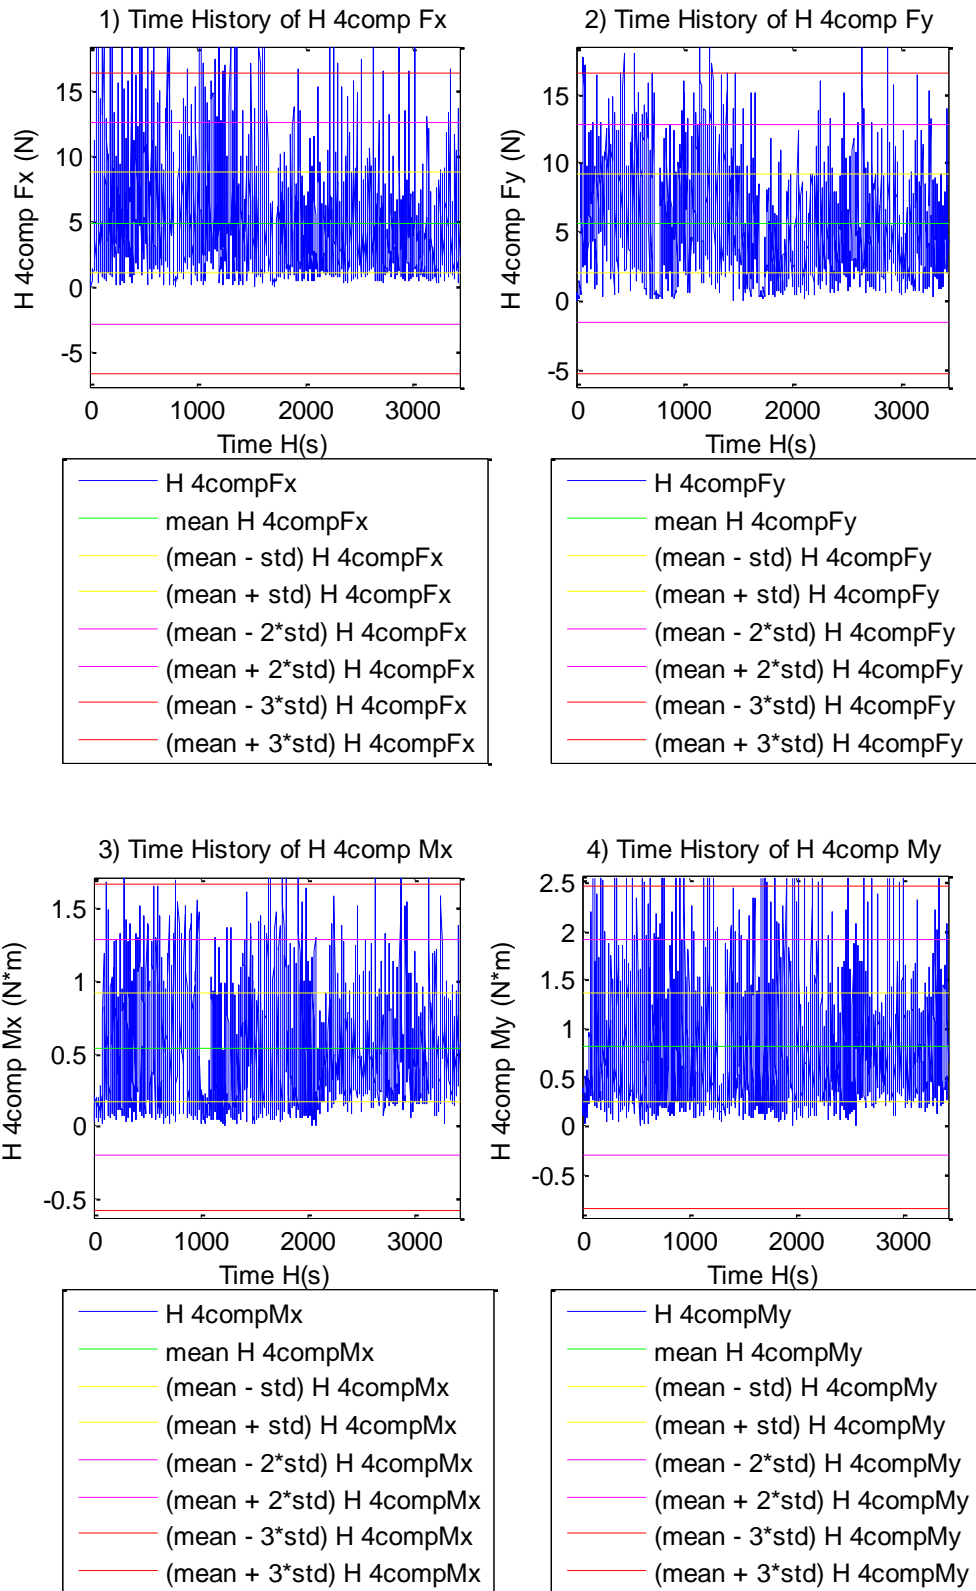 1) Time History of H 4comp Fx
15
10
5
0
-5
H 4comp Fx (N)
0 1000 2000 3000
Time H(s)
H 4compFx
mean H 4compFx
(mean - std) H 4compFx
(mean + std) H 4compFx
(mean - 2*std) H 4compFx
(mean + 2*std) H 4compFx
(mean - 3*std) H 4compFx
(mean + 3*std) H 4compFx
2) Time History of H 4comp Fy
15
10
5
0
-5
H 4comp Fy (N)
0 1000 2000 3000
Time H(s)
H 4compFy
mean H 4compFy
(mean - std) H 4compFy
(mean + std) H 4compFy
(mean - 2*std) H 4compFy
(mean + 2*std) H 4compFy
(mean - 3*std) H 4compFy
(mean + 3*std) H 4compFy
3) Time History of H 4comp Mx
1.5
1
0.5
0
-0.5
H 4comp Mx (N*m)
0 1000 2000 3000
Time H(s)
H 4compMx
mean H 4compMx
(mean - std) H 4compMx
(mean + std) H 4compMx
(mean - 2*std) H 4compMx
(mean + 2*std) H 4compMx
(mean - 3*std) H 4compMx
(mean + 3*std) H 4compMx
4) Time History of H 4comp My
2.5
2
1.5
1
0.5
0
-0.5
H 4comp My (N*m)
0 1000 2000 3000
Time H(s)
H 4compMy
mean H 4compMy
(mean - std) H 4compMy
(mean + std) H 4compMy
(mean - 2*std) H 4compMy
(mean + 2*std) H 4compMy
(mean - 3*std) H 4compMy
(mean + 3*std) H 4compMy